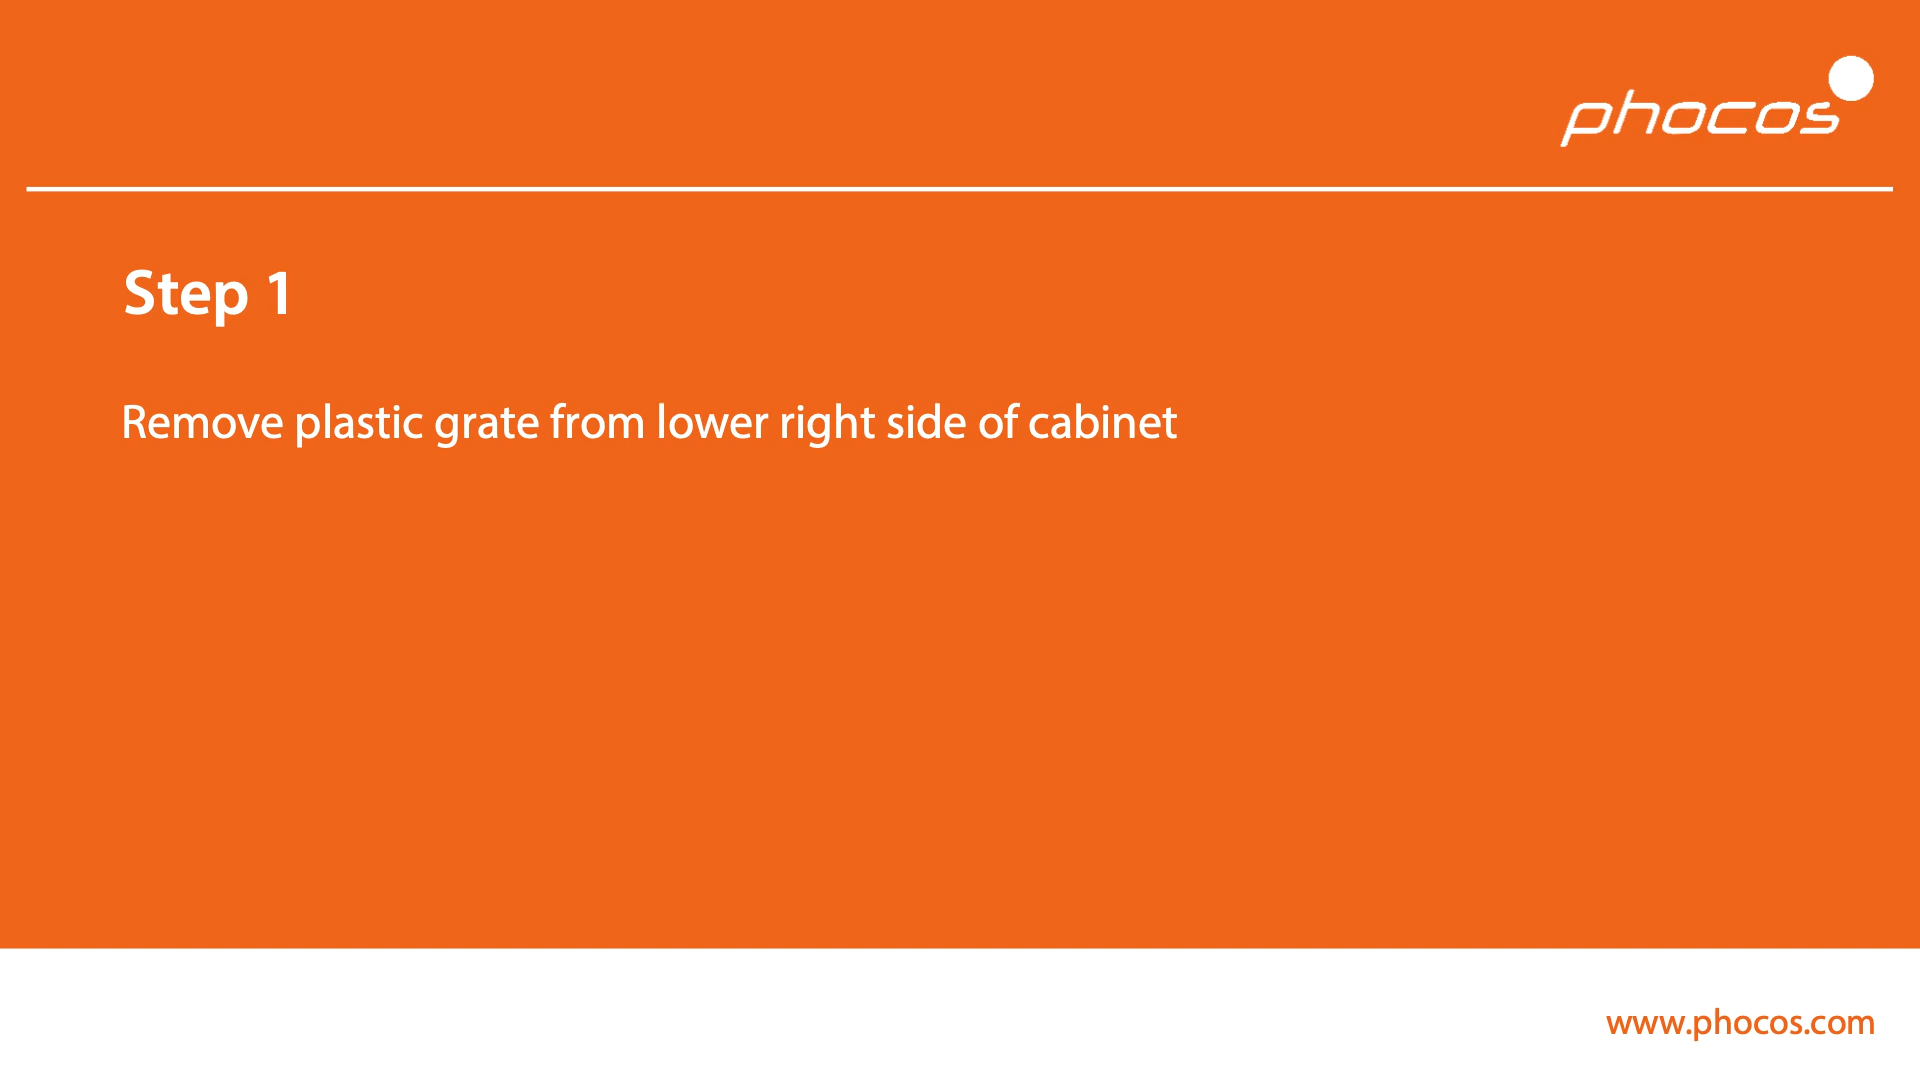 phocos
Step 1
Remove plastic grate from lower right side of cabinet
www.phocos.com